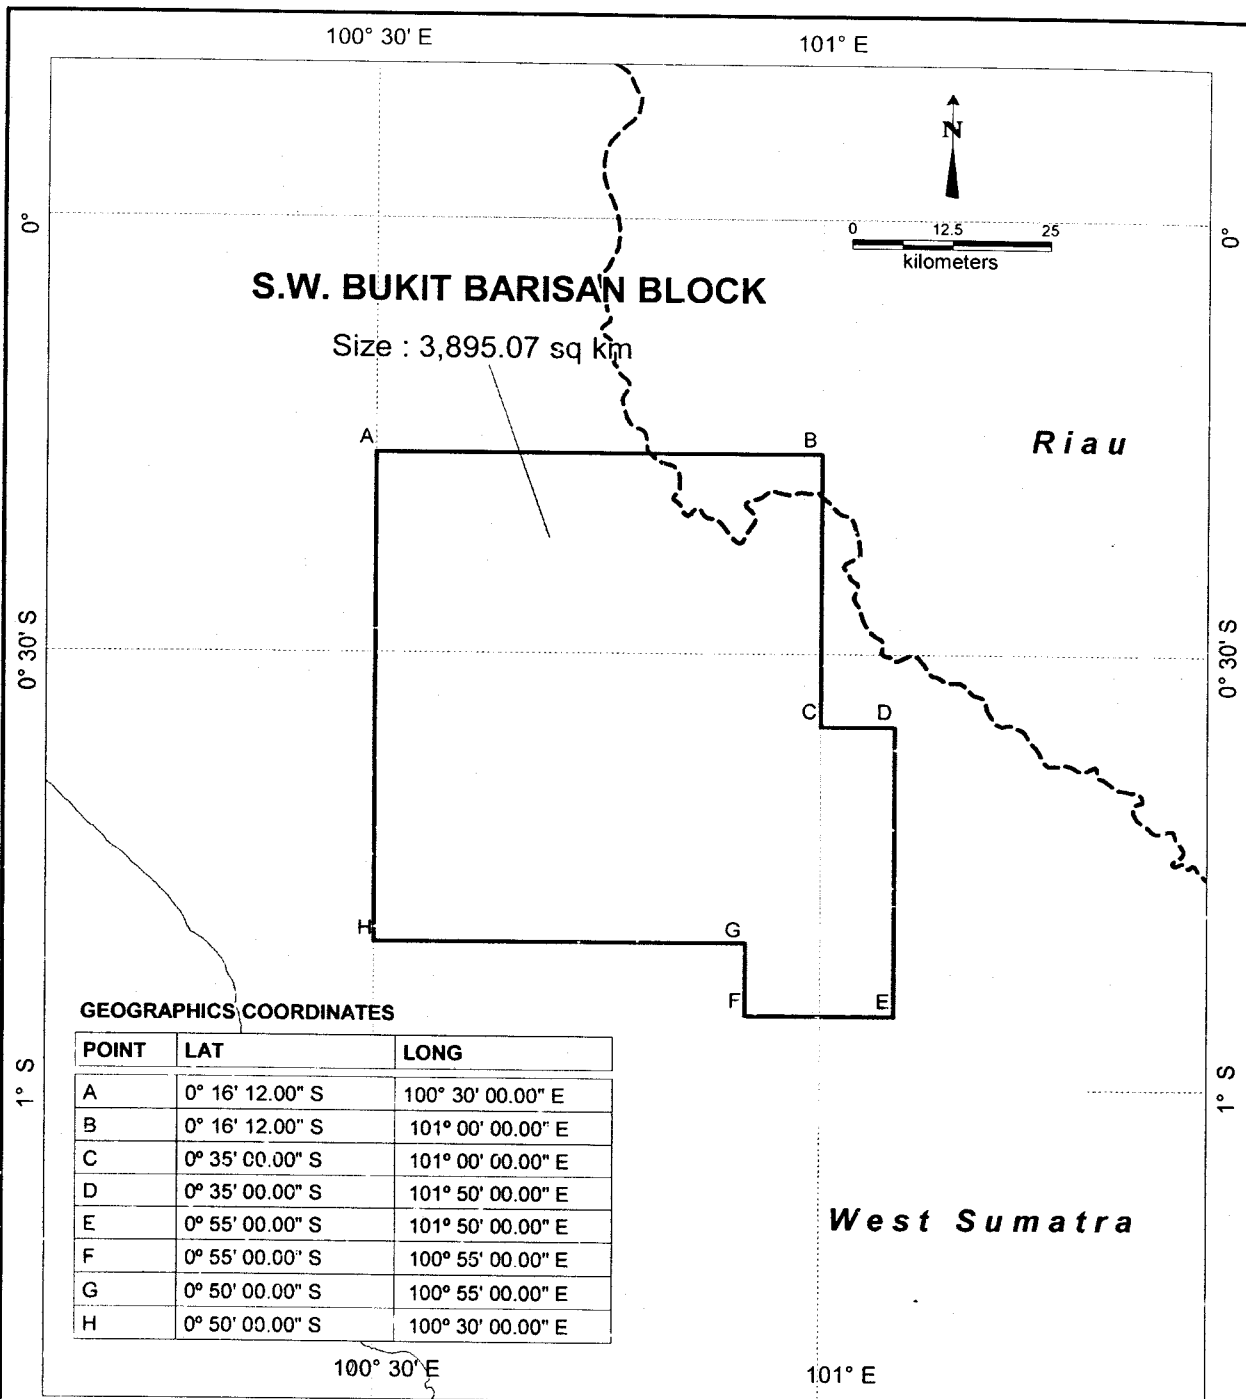 100° 30' E 101° E
N
0° 0°
0 12.5 25
kilometers
S.W. BUKIT BARISAN BLOCK
Size : 3,895.07 sq km
A B
Riau
0° 30' S 0° 30' S
C D
H G
F E
GEOGRAPHICS COORDINATES
POINT LAT LONG
A 0° 16' 12.00" S 100° 30' 00.00" E
B 0° 16' 12.00" S 101° 00' 00.00" E
C 0° 35' 00.00" S 101° 00' 00.00" E
D 0° 35' 00.00" S 101° 50' 00.00" E
E 0° 55' 00.00" S 101° 50' 00.00" E
F 0° 55' 00.00" S 100° 55' 00.00" E
G 0° 50' 00.00" S 100° 55' 00.00" E
H 0° 50' 00.00" S 100° 30' 00.00" E
1° S 1° S
West Sumatra
100° 30' E 101° E